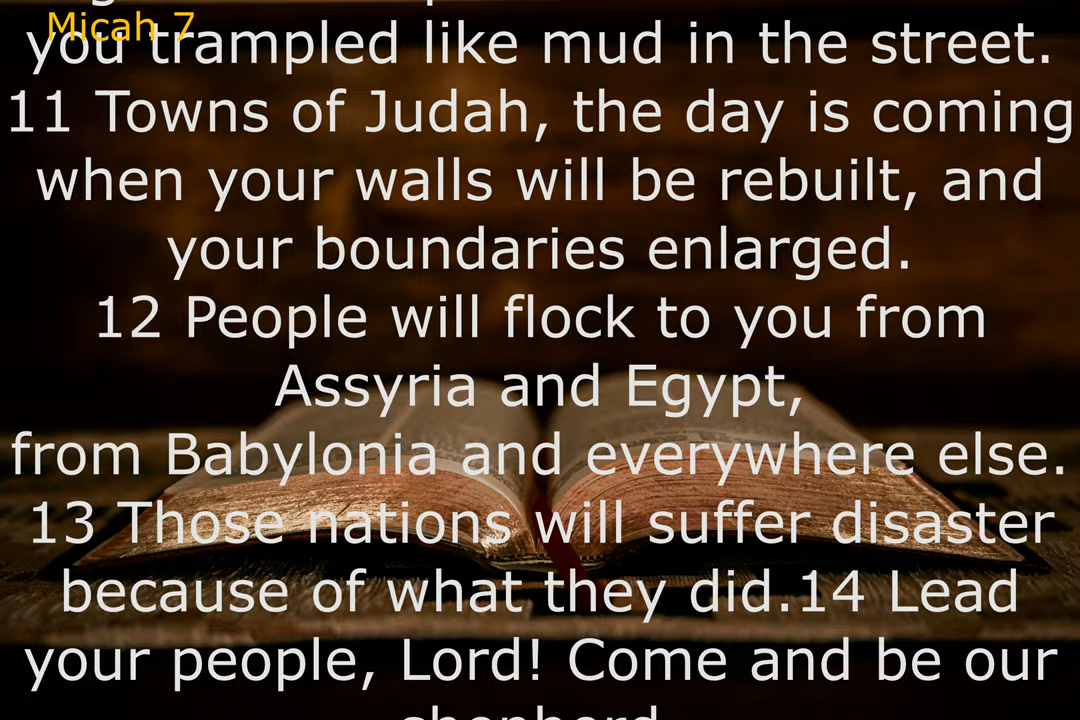 Micah 7
you trampled like mud in the street.
11 Towns of Judah, the day is coming
when your walls will be rebuilt, and
your boundaries enlarged.
12 People will flock to you from
Assyria and Egypt,
from Babylonia and everywhere else.
13 Those nations will suffer disaster
because of what they did.14 Lead
your people, Lord! Come and be our
shepherd.